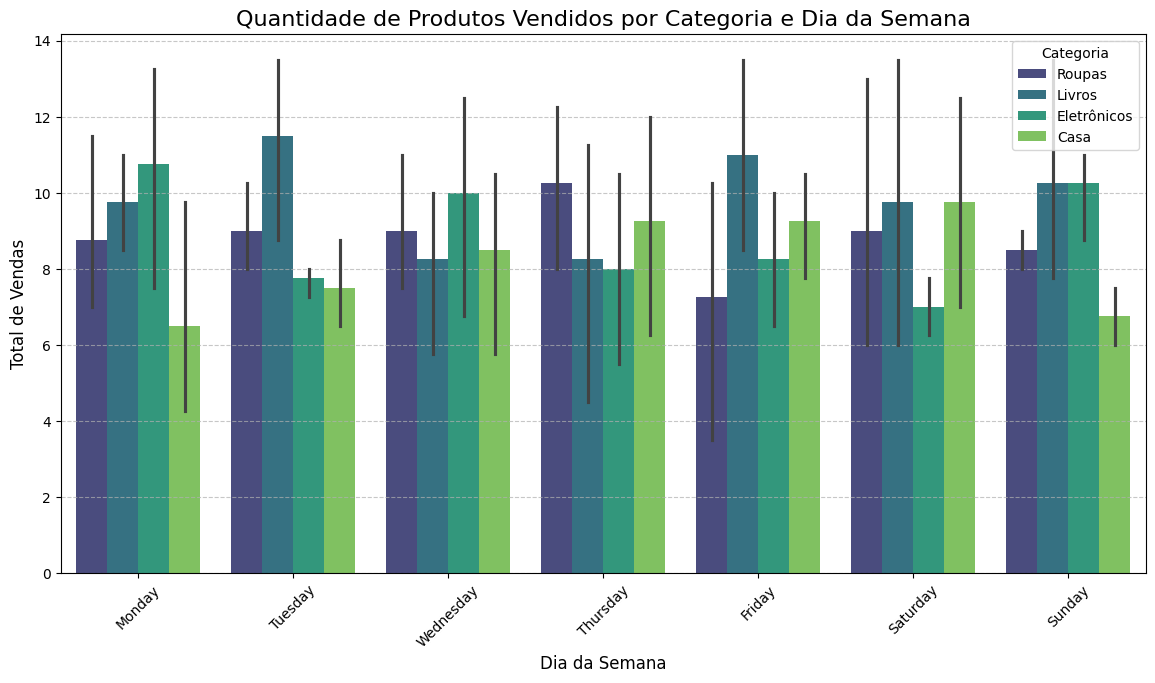 Quantidade de Produtos Vendidos por Categoria e Dia da Semana
Total de Vendas
14
12
10
8
6
4
2
0
Categoria
Roupas
Livros
Eletrônicos
Casa
Monday
Tuesday
Wednesday
Thursday
Friday
Saturday
Sunday
Dia da Semana